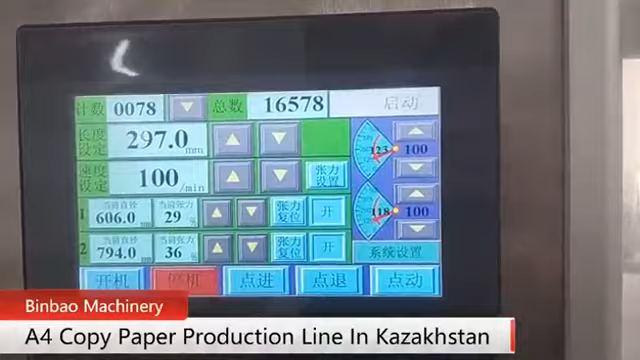 计数 0078 总数 16578 启动
长度设定 297.0 mm
123 100
速度设定 100 /min 张力设置
1 当前直径 606.0 mm 当前张力 29 % 张力复位 开
118 100
2 当前直径 794.0 mm 当前张力 36 % 张力复位 开 系统设置
开机 停机 点进 点退 点动
Binbao Machinery
A4 Copy Paper Production Line In Kazakhstan